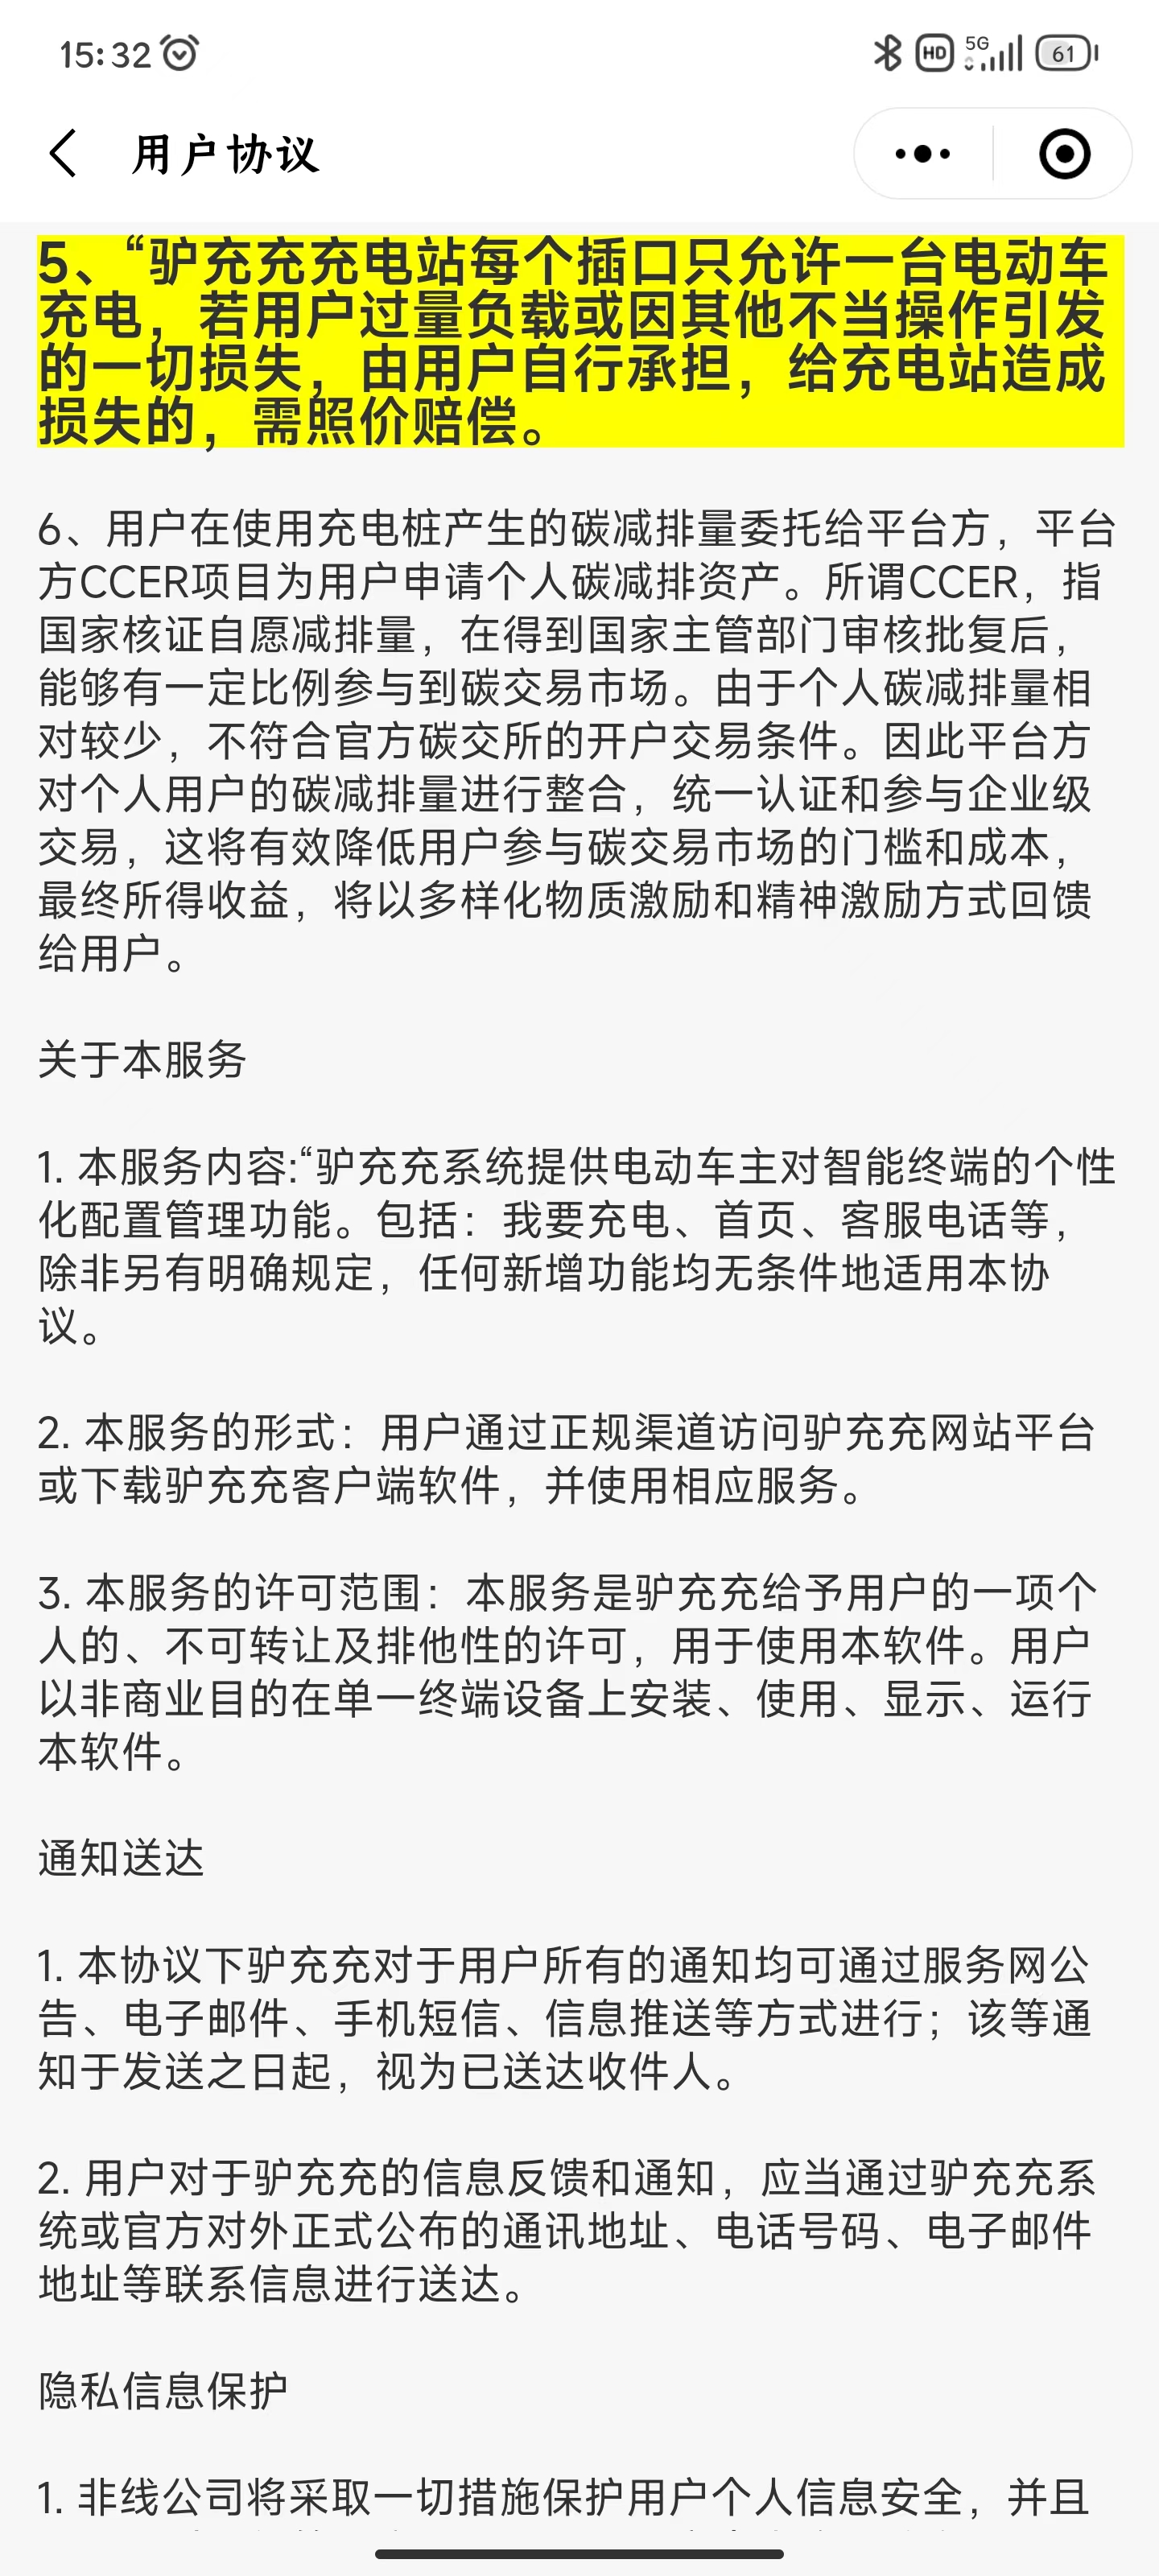 15:32
HD
5G
61
用户协议
5、“驴充充充电站每个插口只允许一台电动车
充电，若用户过量负载或因其他不当操作引发
的一切损失，由用户自行承担，给充电站造成
损失的，需照价赔偿。
6、用户在使用充电桩产生的碳减排量委托给平台方，平台
方CCER项目为用户申请个人碳减排资产。所谓CCER，指
国家核证自愿减排量，在得到国家主管部门审核批复后，
能够有一定比例参与到碳交易市场。由于个人碳减排量相
对较少，不符合官方碳交所的开户交易条件。因此平台方
对个人用户的碳减排量进行整合，统一认证和参与企业级
交易，这将有效降低用户参与碳交易市场的门槛和成本，
最终所得收益，将以多样化物质激励和精神激励方式回馈
给用户。
关于本服务
1. 本服务内容:“驴充充系统提供电动车主对智能终端的个性
化配置管理功能。包括：我要充电、首页、客服电话等，
除非另有明确规定，任何新增功能均无条件地适用本协
议。
2. 本服务的形式：用户通过正规渠道访问驴充充网站平台
或下载驴充充客户端软件，并使用相应服务。
3. 本服务的许可范围：本服务是驴充充给予用户的一项个
人的、不可转让及排他性的许可，用于使用本软件。用户
以非商业目的在单一终端设备上安装、使用、显示、运行
本软件。
通知送达
1. 本协议下驴充充对于用户所有的通知均可通过服务网公
告、电子邮件、手机短信、信息推送等方式进行；该等通
知于发送之日起，视为已送达收件人。
2. 用户对于驴充充的信息反馈和通知，应当通过驴充充系
统或官方对外正式公布的通讯地址、电话号码、电子邮件
地址等联系信息进行送达。
隐私信息保护
1. 非线公司将采取一切措施保护用户个人信息安全，并且